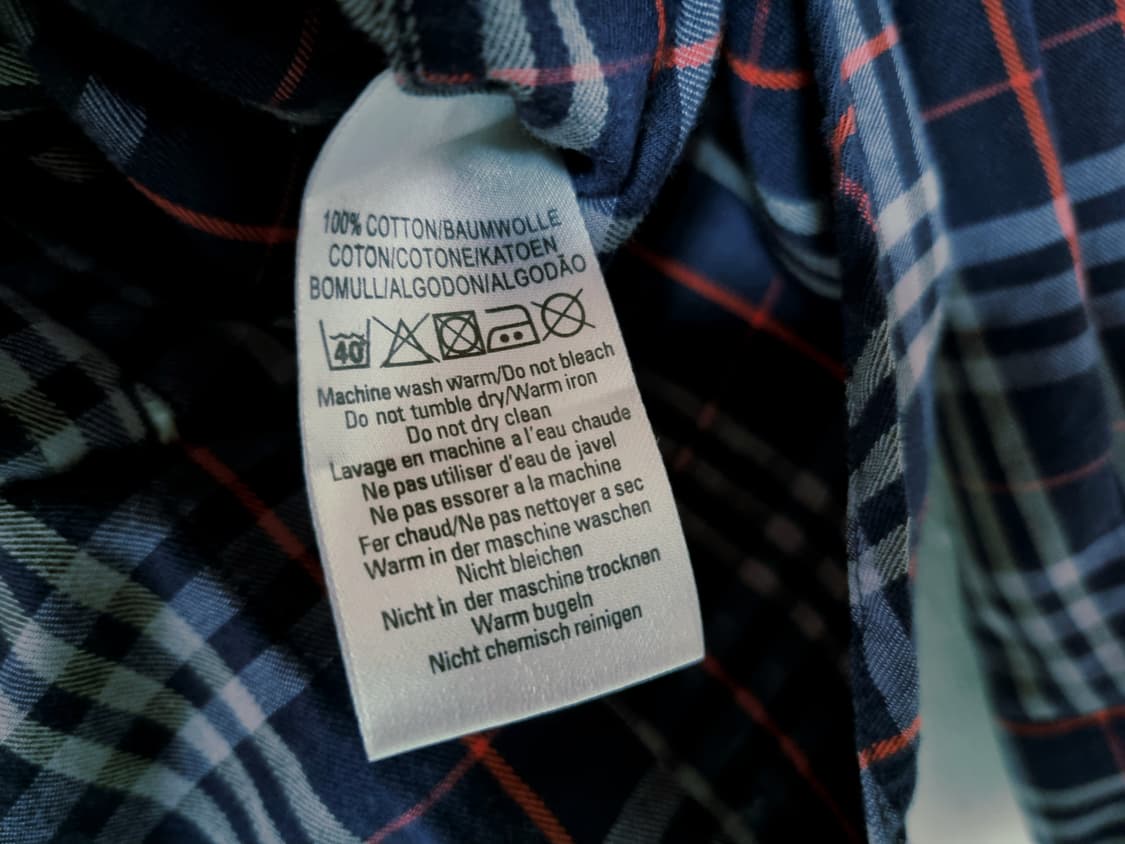 100% COTTON/BAUMWOLLE
COTON/COTONE/KATOEN
BOMULL/ALGODON/ALGODÃO
40
Machine wash warm/Do not bleach
Do not tumble dry/Warm iron
Do not dry clean
Lavage en machine a l'eau chaude
Ne pas utiliser d'eau de javel
Ne pas essorer a la machine
Fer chaud/Ne pas nettoyer a sec
Warm in der maschine waschen
Nicht bleichen
Nicht in der maschine trocknen
Warm bugeln
Nicht chemisch reinigen